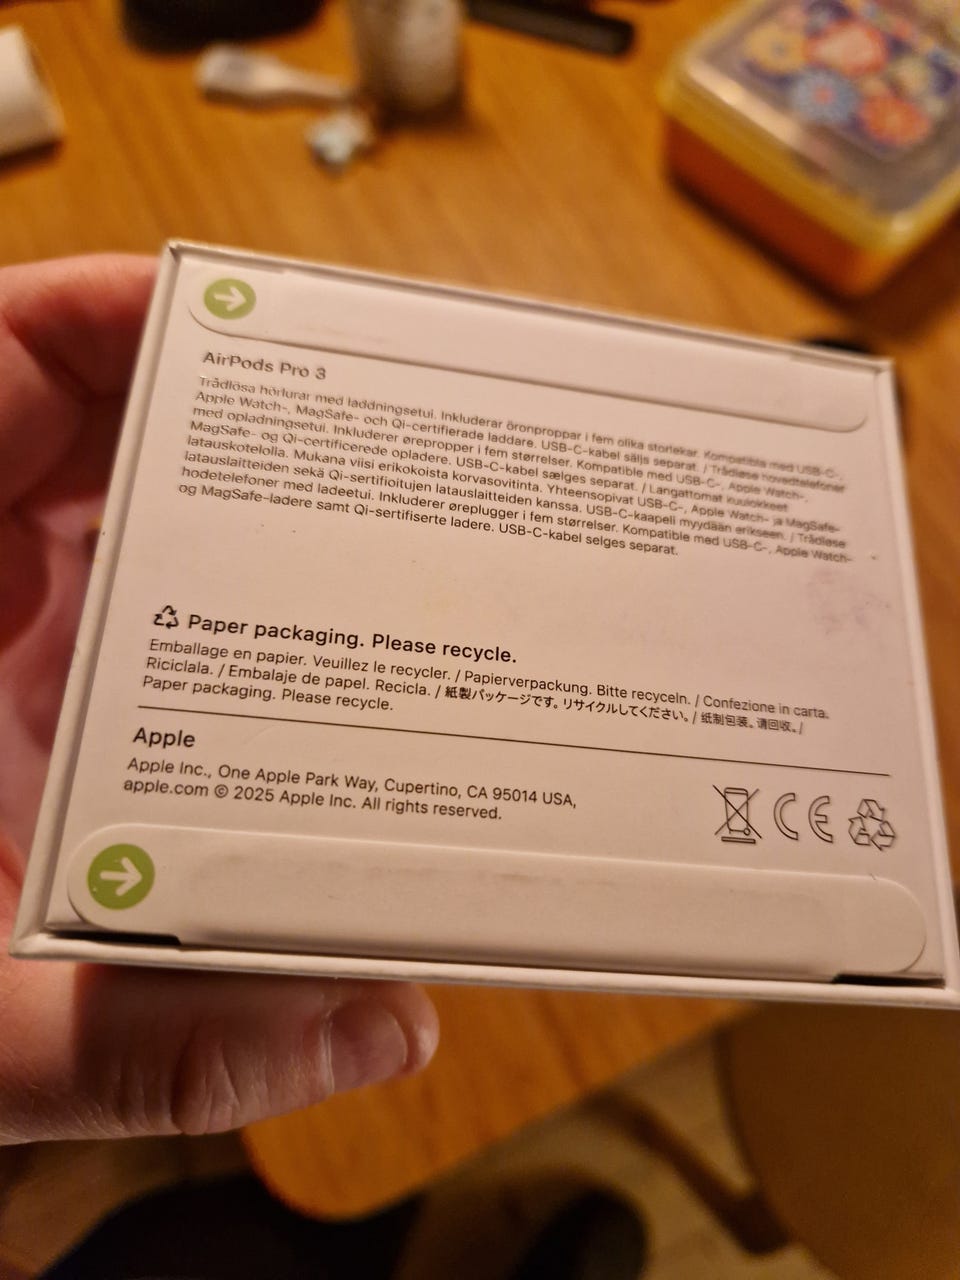 AirPods Pro 3
Trådlösa hörlurar med laddningsetui. Inkluderar öronproppar i fem olika storlekar. Kompatibla med USB-C-,
Apple Watch-, MagSafe- och Qi-certifierade laddare. USB-C-kabel säljs separat. / Trådløse hovedtelefoner
med opladningsetui. Inkluderer ørepropper i fem størrelser. Kompatible med USB-C-, Apple Watch-,
MagSafe- og Qi-certificerede opladere. USB-C-kabel sælges separat. / Langattomat kuulokkeet
latauskotelolla. Mukana viisi erikokoista korvasovitinta. Yhteensopivat USB-C-, Apple Watch- ja MagSafe-
latauslaitteiden sekä Qi-sertifioitujen latauslaitteiden kanssa. USB-C-kaapeli myydään erikseen. / Trådløse
hodetelefoner med ladeetui. Inkluderer øreplugger i fem størrelser. Kompatible med USB-C-, Apple Watch-
og MagSafe-ladere samt Qi-sertifiserte ladere. USB-C-kabel selges separat.
Paper packaging. Please recycle.
Emballage en papier. Veuillez le recycler. / Papierverpackung. Bitte recyceln. / Confezione in carta.
Riciclala. / Embalaje de papel. Recicla. / 紙製パッケージです。リサイクルしてください。/ 纸制包装。请回收。/
Paper packaging. Please recycle.
Apple
Apple Inc., One Apple Park Way, Cupertino, CA 95014 USA,
apple.com © 2025 Apple Inc. All rights reserved.
CE